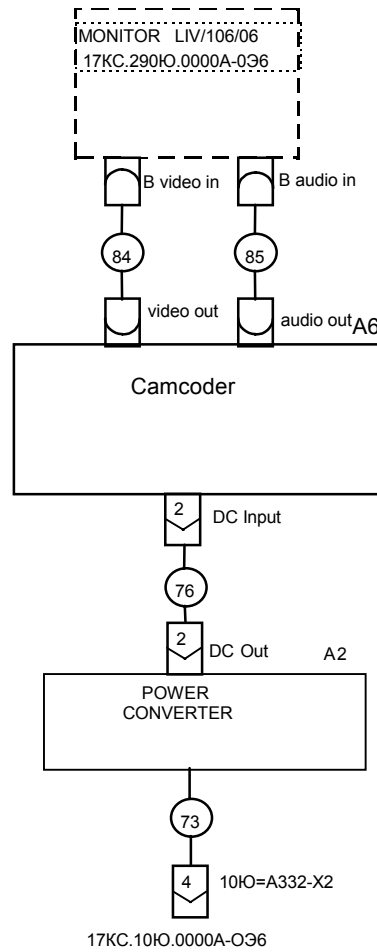 MONITOR LIV/106/06
17КС.290Ю.0000А-0Э6
B video in
B audio in
84
85
video out
audio out
A6
Camcoder
2
DC Input
76
2
DC Out
A2
POWER
CONVERTER
73
4
10Ю=А332-Х2
17КС.10Ю.0000А-ОЭ6